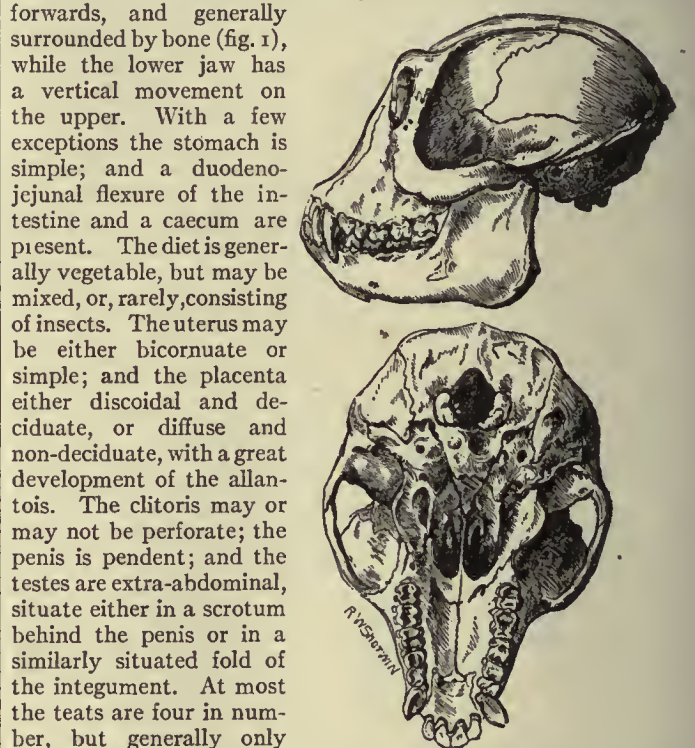 forwards, and generally
surrounded by bone (fig. 1),
while the lower jaw has
a vertical movement on
the upper. With a few
exceptions the stomach is
simple; and a duodeno-
jejunal flexure of the in-
testine and a caecum are
present. The diet is gener-
ally vegetable, but may be
mixed, or, rarely,consisting
of insects. The uterus may
be either bicornuate or
simple; and the placenta
either discoidal and de-
ciduate, or diffuse and
non-deciduate, with a great
development of the allan-
tois. The clitoris may or
may not be perforate; the
penis is pendent; and the
testes are extra-abdominal,
situate either in a scrotum
behind the penis or in a
similarly situated fold of
the integument. At most
the teats are four in num-
ber, but generally only